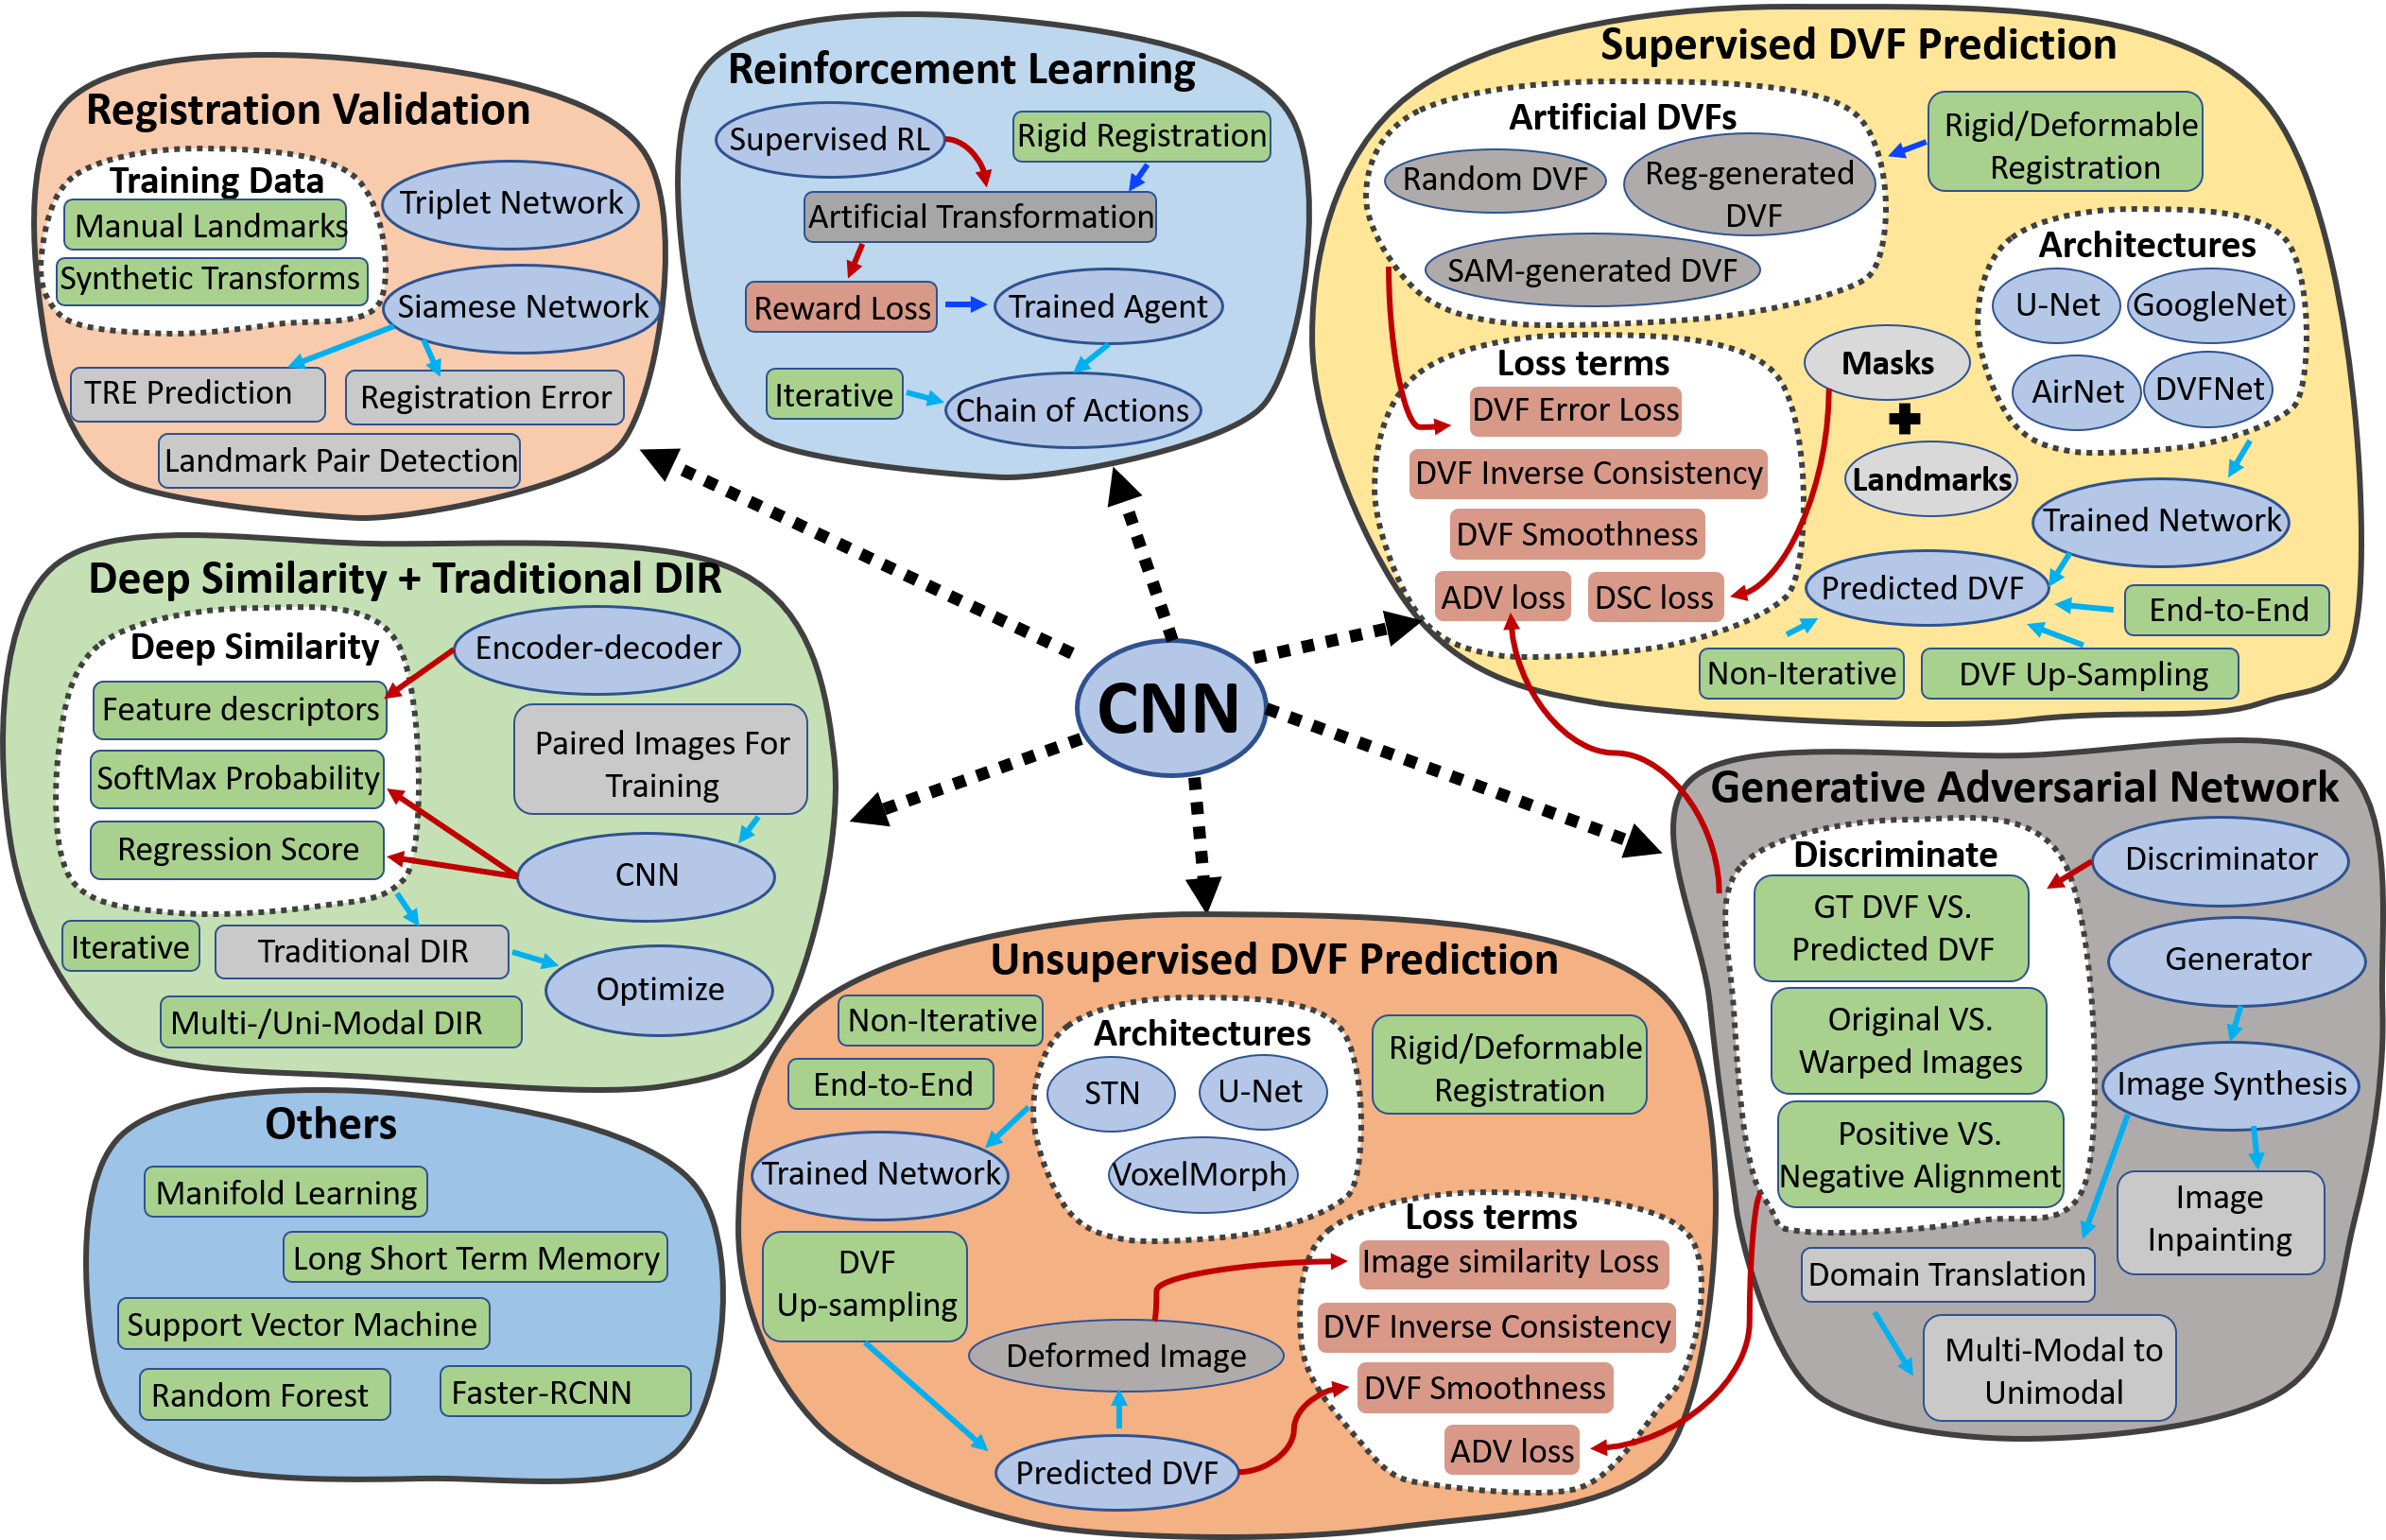 Registration Validation
Training Data
Manual Landmarks
Synthetic Transforms
Triplet Network
Siamese Network
TRE Prediction
Registration Error
Landmark Pair Detection
Reinforcement Learning
Supervised RL
Rigid Registration
Artificial Transformation
Reward Loss
Trained Agent
Iterative
Chain of Actions
Supervised DVF Prediction
Artificial DVFs
Random DVF
Reg-generated
DVF
SAM-generated DVF
Rigid/Deformable
Registration
Architectures
U-Net
GoogleNet
AirNet
DVFNet
Loss terms
DVF Error Loss
DVF Inverse Consistency
DVF Smoothness
ADV loss
DSC loss
Masks
Landmarks
Trained Network
Predicted DVF
End-to-End
Non-Iterative
DVF Up-Sampling
Deep Similarity + Traditional DIR
Deep Similarity
Feature descriptors
SoftMax Probability
Regression Score
Encoder-decoder
Paired Images For
Training
CNN
Iterative
Traditional DIR
Optimize
Multi-/Uni-Modal DIR
CNN
Generative Adversarial Network
Discriminate
GT DVF VS.
Predicted DVF
Original VS.
Warped Images
Positive VS.
Negative Alignment
Discriminator
Generator
Image Synthesis
Image
Inpainting
Domain Translation
Multi-Modal to
Unimodal
Unsupervised DVF Prediction
Non-Iterative
End-to-End
Architectures
STN
U-Net
VoxelMorph
Rigid/Deformable
Registration
Trained Network
DVF
Up-sampling
Deformed Image
Predicted DVF
Loss terms
Image similarity Loss
DVF Inverse Consistency
DVF Smoothness
ADV loss
Others
Manifold Learning
Long Short Term Memory
Support Vector Machine
Random Forest
Faster-RCNN